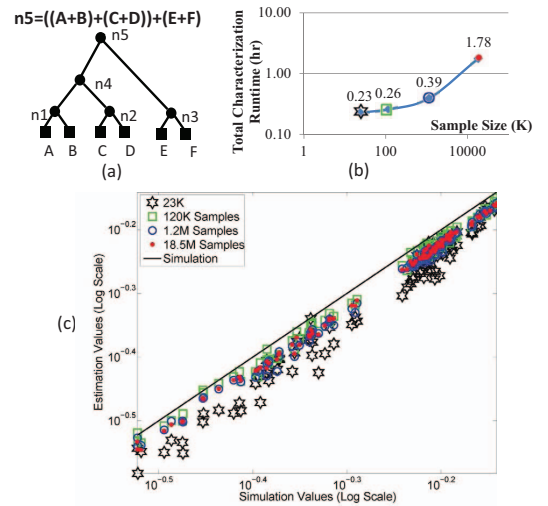 n5=((A+B)+(C+D))+(E+F)
n5
n4
n1
n2
n3
A B C D E F
(a)
Total Characterization
Runtime (hr)
10.00
1.00
0.10
0.23
0.26
0.39
1.78
Sample Size (K)
1 100 10000
(b)
(c)
23K
120K Samples
1.2M Samples
18.5M Samples
Simulation
Estimation Values (Log Scale)
10^-0.2
10^-0.3
10^-0.4
10^-0.5
10^-0.5 10^-0.4 10^-0.3 10^-0.2
Simulation Values (Log Scale)